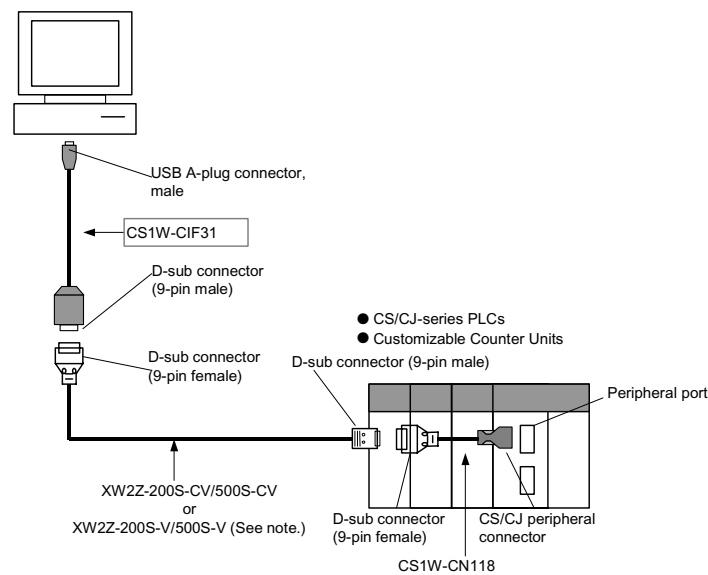 USB A-plug connector,
male
CS1W-CIF31
D-sub connector
(9-pin male)
● CS/CJ-series PLCs
● Customizable Counter Units
D-sub connector
(9-pin female)
D-sub connector (9-pin male)
Peripheral port
XW2Z-200S-CV/500S-CV
or
XW2Z-200S-V/500S-V (See note.)
D-sub connector
(9-pin female)
CS/CJ peripheral
connector
CS1W-CN118